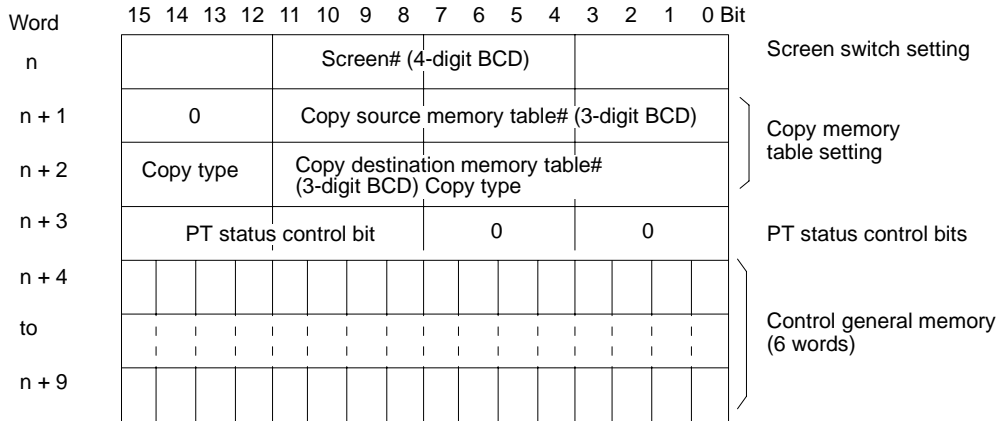 Word 15 14 13 12 11 10 9 8 7 6 5 4 3 2 1 0 Bit
n Screen# (4-digit BCD) Screen switch setting
n + 1 0 Copy source memory table# (3-digit BCD)
Copy memory
table setting
n + 2 Copy type Copy destination memory table#
(3-digit BCD) Copy type
n + 3 PT status control bit 0 0 PT status control bits
n + 4
to
Control general memory
(6 words)
n + 9